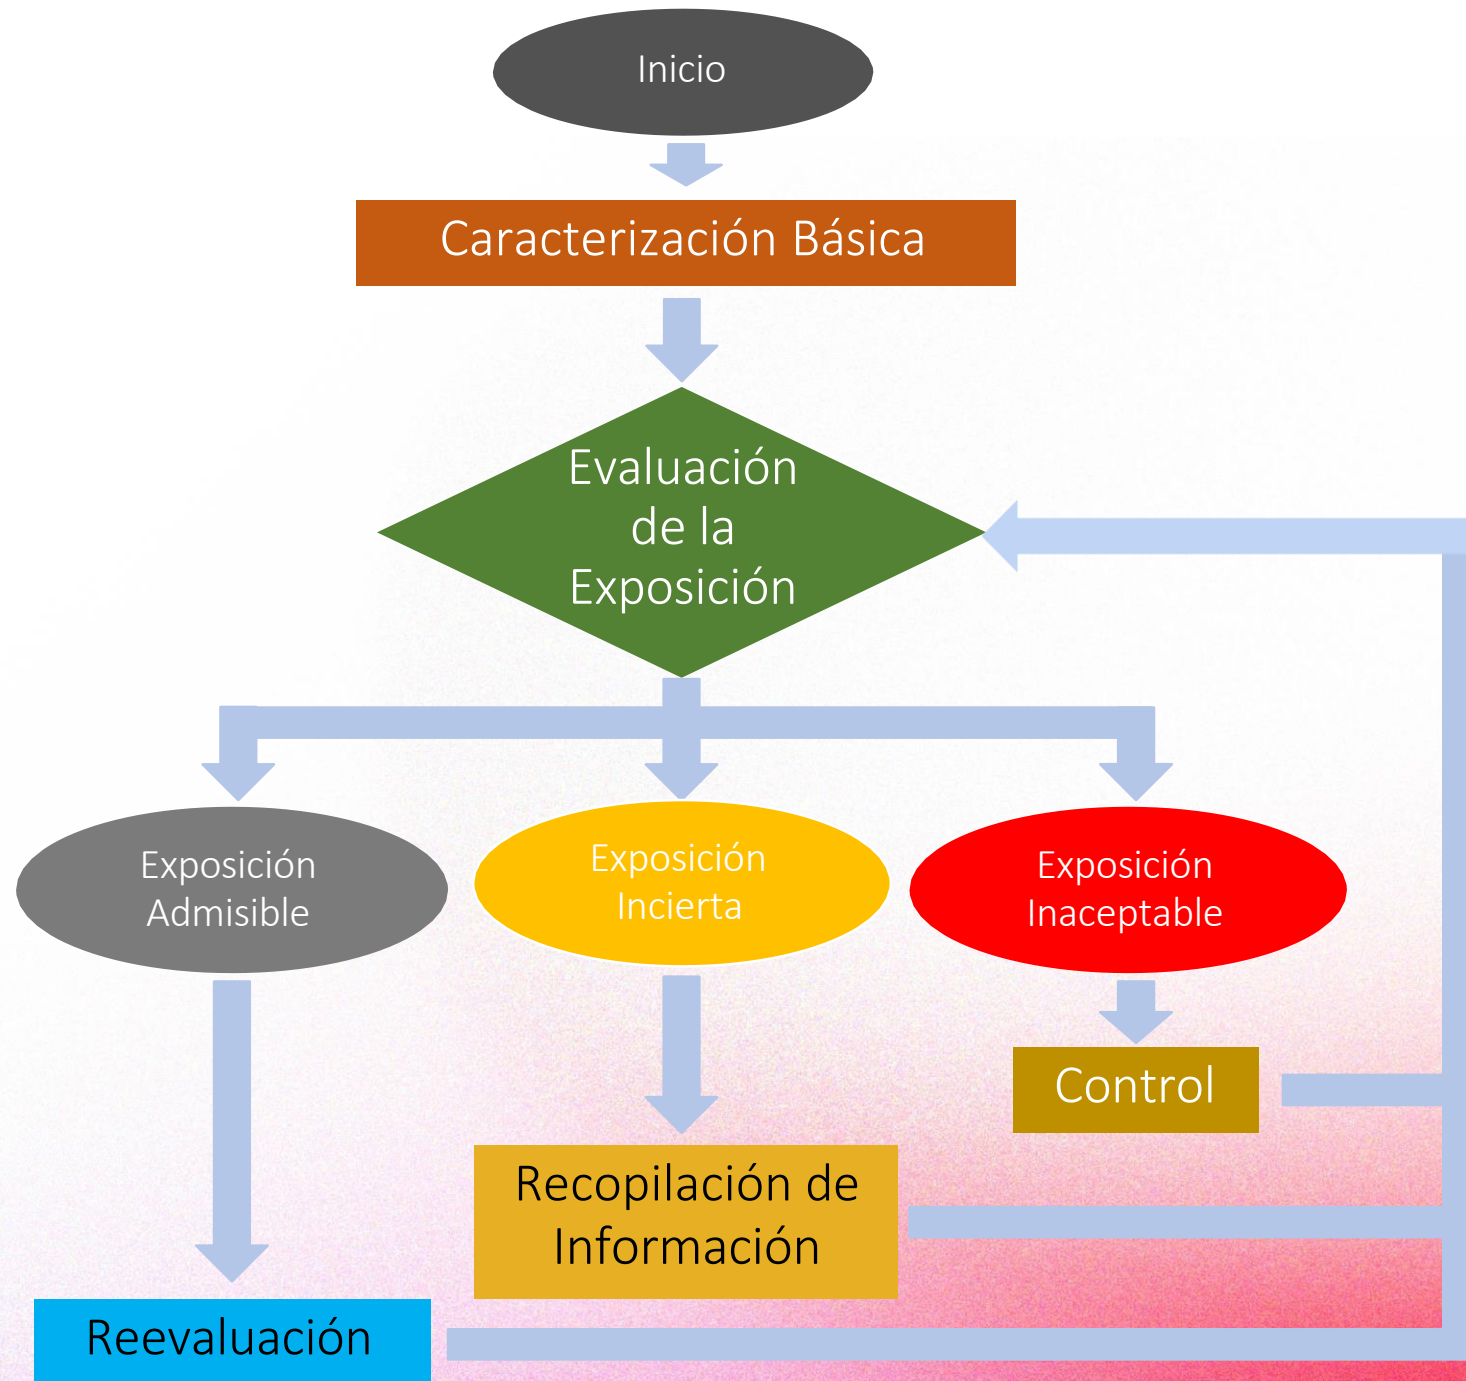 Inicio
Caracterización Básica
Evaluación
de la
Exposición
Exposición
Admisible
Exposición
Incierta
Exposición
Inaceptable
Control
Recopilación de
Información
Reevaluación